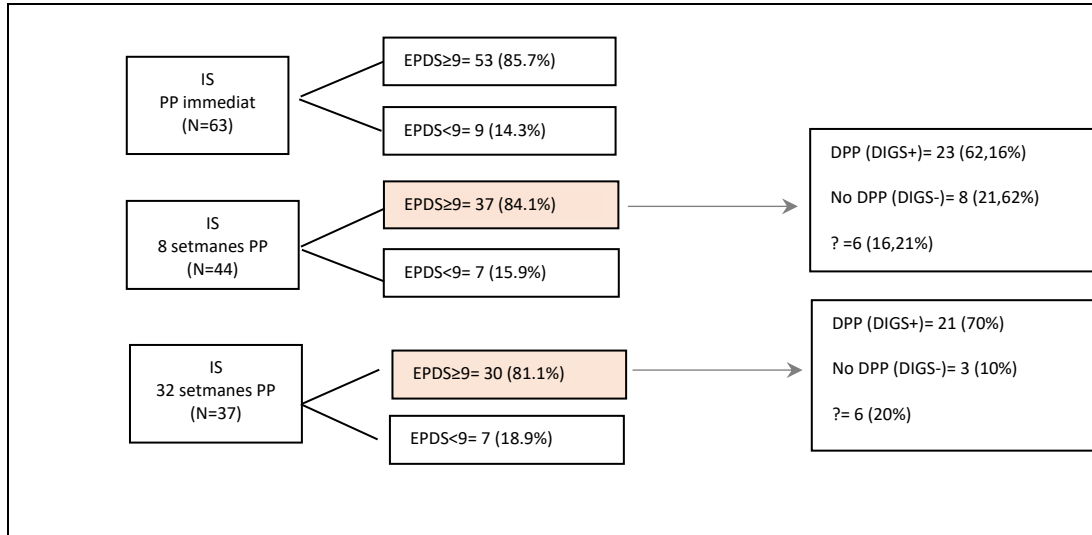 IS
PP immediat
(N=63)
EPDS≥9= 53 (85.7%)
EPDS<9= 9 (14.3%)
IS
8 setmanes PP
(N=44)
EPDS≥9= 37 (84.1%)
EPDS<9= 7 (15.9%)
DPP (DIGS+)= 23 (62,16%)
No DPP (DIGS-)= 8 (21,62%)
? =6 (16,21%)
IS
32 setmanes PP
(N=37)
EPDS≥9= 30 (81.1%)
EPDS<9= 7 (18.9%)
DPP (DIGS+)= 21 (70%)
No DPP (DIGS-)= 3 (10%)
?= 6 (20%)